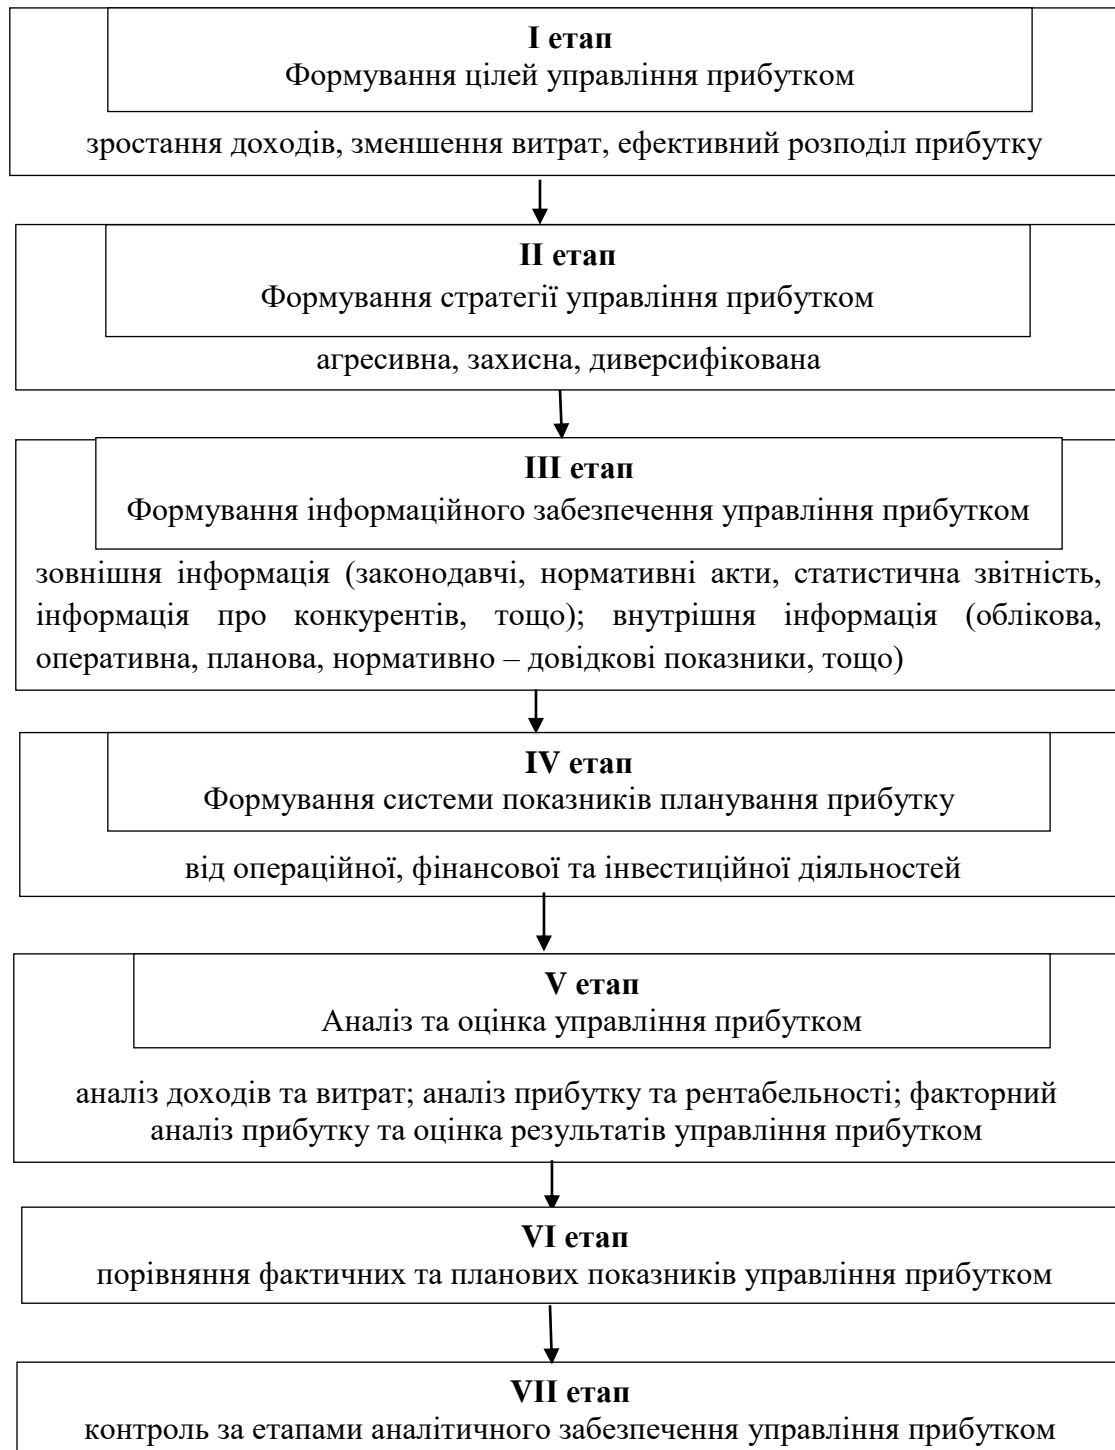 I етап
Формування цілей управління прибутком
зростання доходів, зменшення витрат, ефективний розподіл прибутку
II етап
Формування стратегії управління прибутком
агресивна, захисна, диверсифікована
III етап
Формування інформаційного забезпечення управління прибутком
зовнішня інформація (законодавчі, нормативні акти, статистична звітність,
інформація про конкурентів, тощо); внутрішня інформація (облікова,
оперативна, планова, нормативно – довідкові показники, тощо)
IV етап
Формування системи показників планування прибутку
від операційної, фінансової та інвестиційної діяльностей
V етап
Аналіз та оцінка управління прибутком
аналіз доходів та витрат; аналіз прибутку та рентабельності; факторний
аналіз прибутку та оцінка результатів управління прибутком
VI етап
порівняння фактичних та планових показників управління прибутком
VII етап
контроль за етапами аналітичного забезпечення управління прибутком